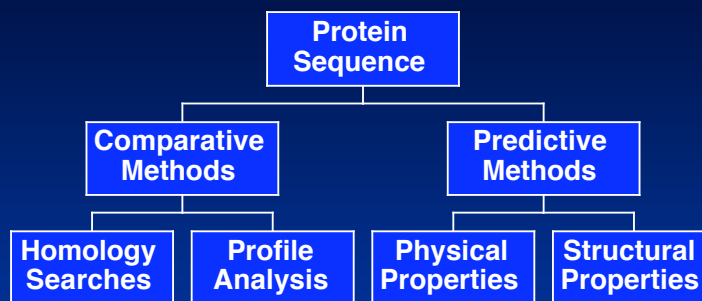 Protein
Sequence
Comparative
Methods
Predictive
Methods
Homology
Searches
Profile
Analysis
Physical
Properties
Structural
Properties